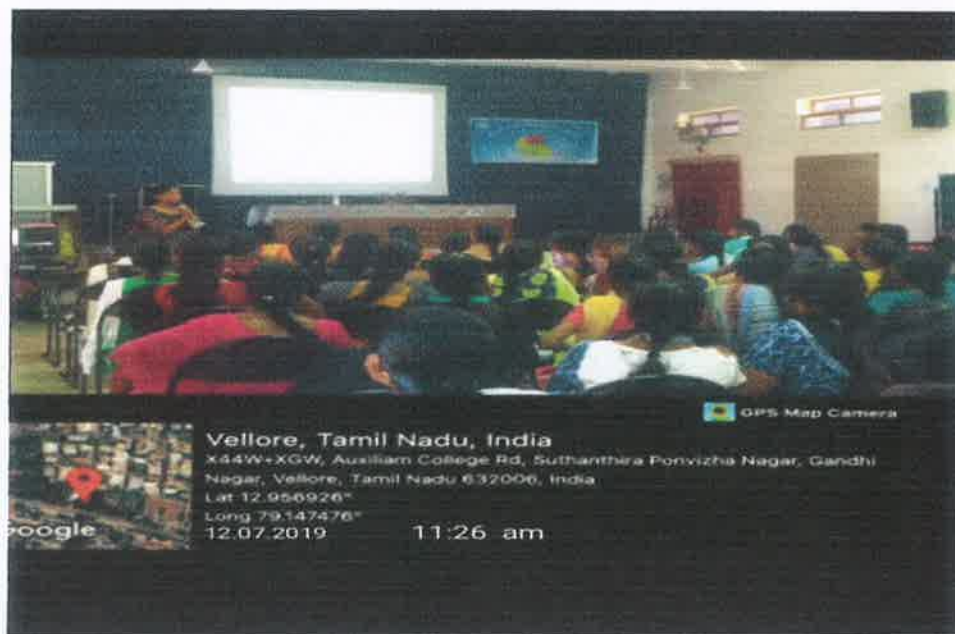 GPS Map Camera
Vellore, Tamil Nadu, India
X44W+XGW, Auxilium College Rd, Suthanthira Ponvizha Nagar, Gandhi
Nagar, Vellore, Tamil Nadu 632006, India
Lat 12.956926°
Long 79.147476°
Google
12.07.2019 11:26 am